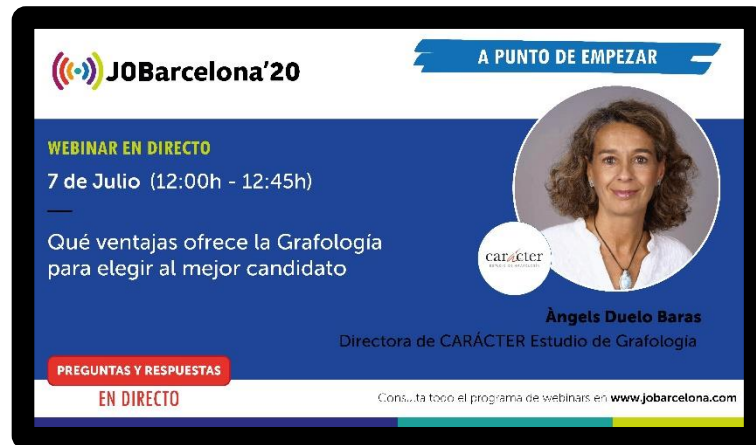 JOBarcelona'20
A PUNTO DE EMPEZAR
WEBINAR EN DIRECTO
7 de Julio (12:00h - 12:45h)
Qué ventajas ofrece la Grafología
para elegir al mejor candidato
carácter
Àngels Duelo Baras
Directora de CARÁCTER Estudio de Grafología
PREGUNTAS Y RESPUESTAS
EN DIRECTO
el programa de webinars en www.jobarcelona.com